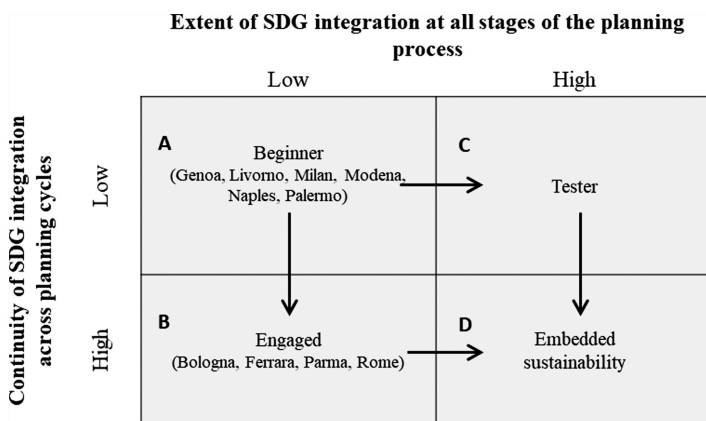 Extent of SDG integration at all stages of the planning
process
Low
High
Continuity of SDG integration
across planning cycles
Low
High
A
Beginner
(Genoa, Livorno, Milan, Modena,
Naples, Palermo)
C
Tester
B
Engaged
(Bologna, Ferrara, Parma, Rome)
D
Embedded
sustainability